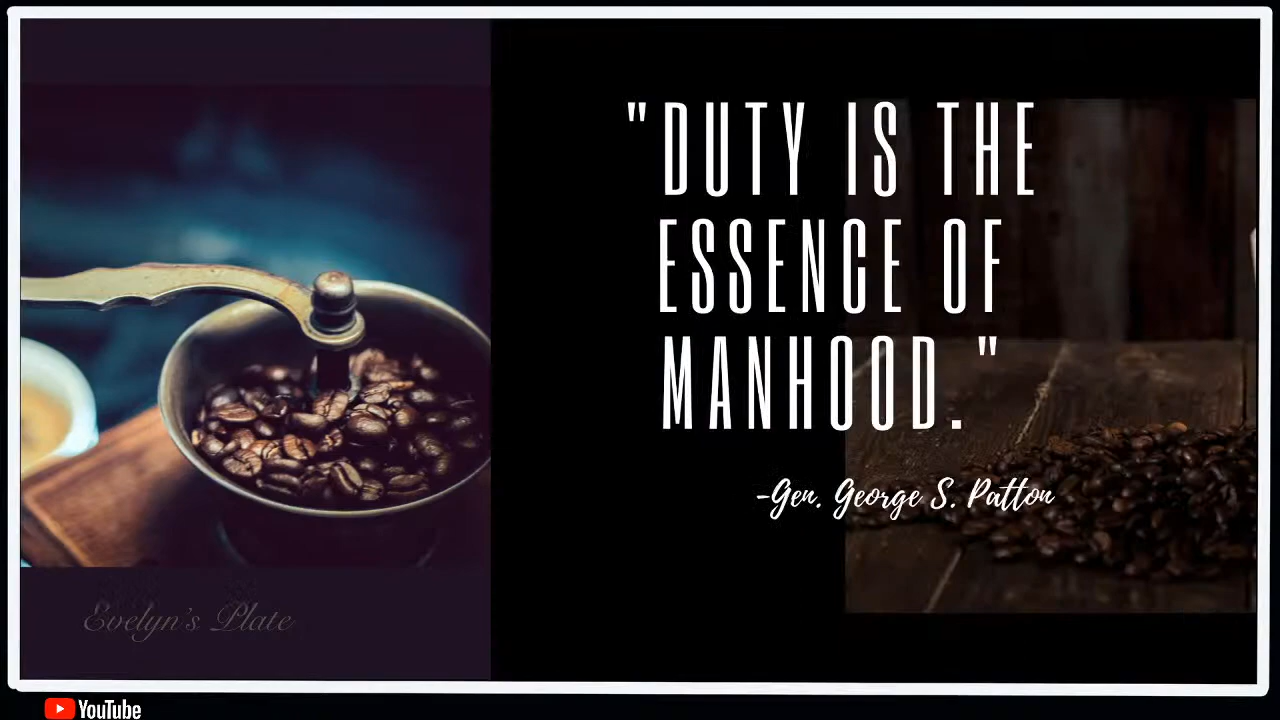 "DUTY IS THE
ESSENCE OF
MANHOOD."
-Gen. George S. Patton
Evelyn's Plate
YouTube